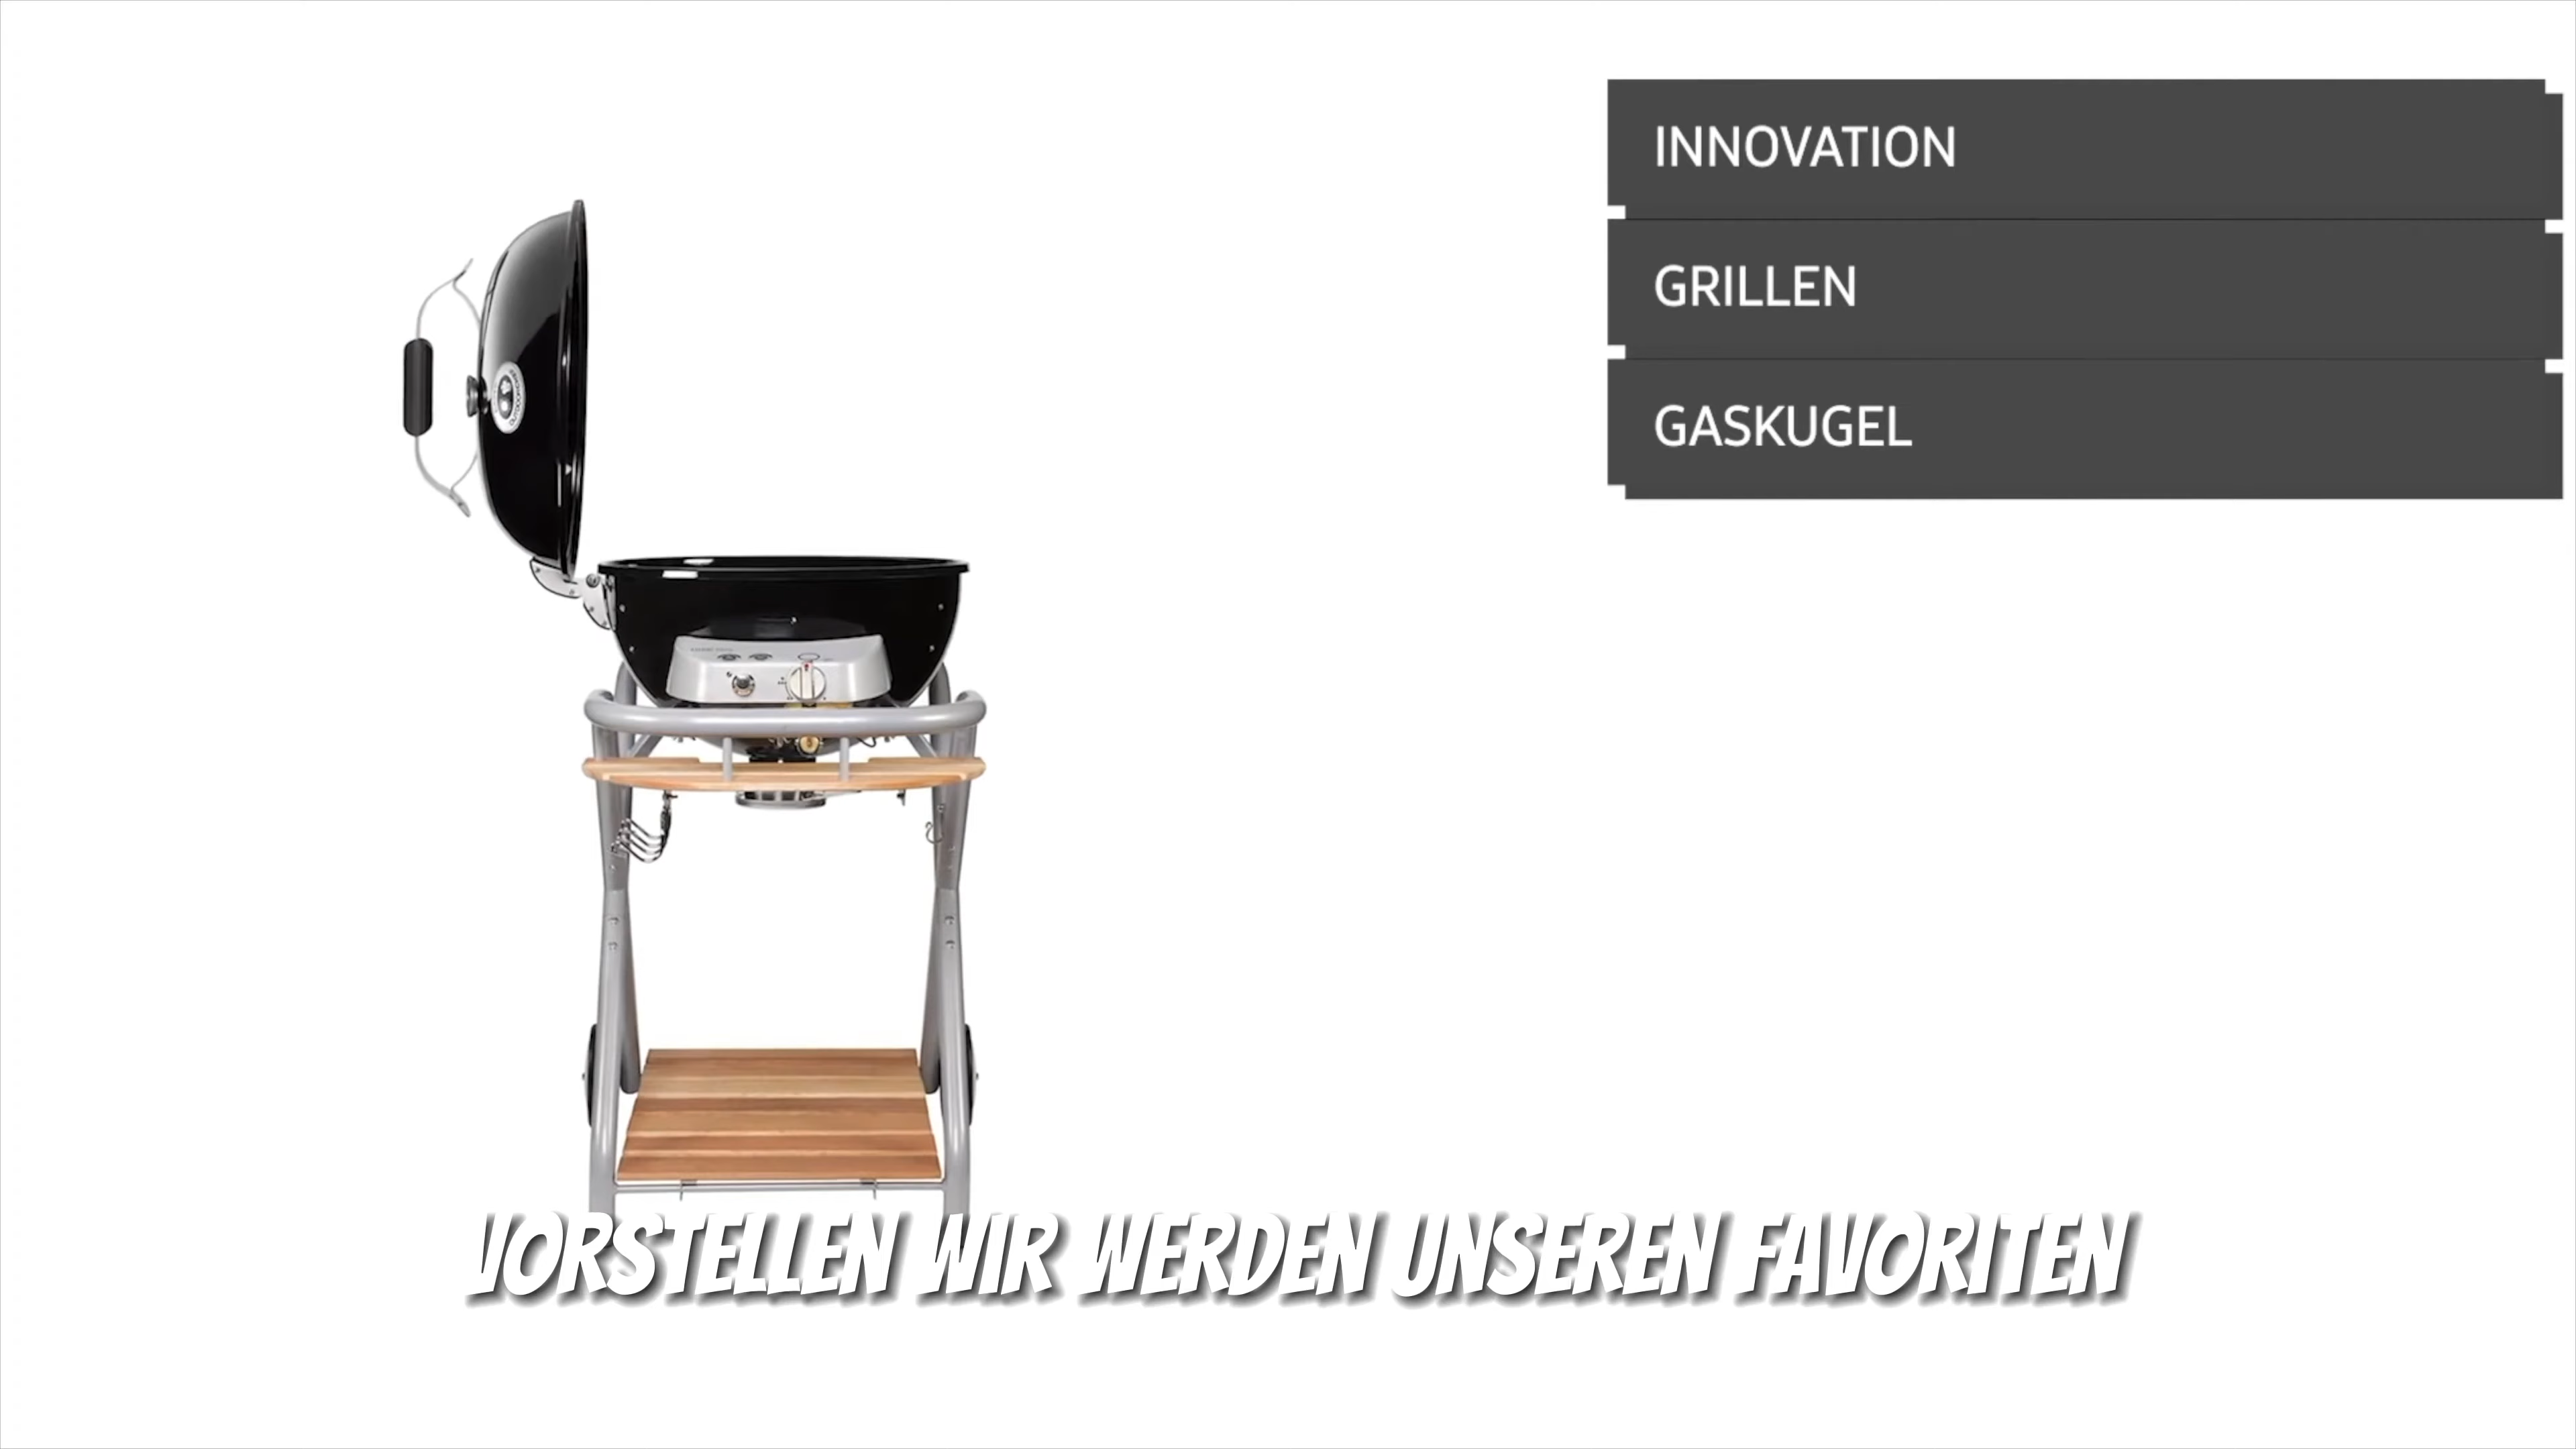 INNOVATION
GRILLEN
GASKUGEL
VORSTELLEN WIR WERDEN UNSEREN FAVORITEN